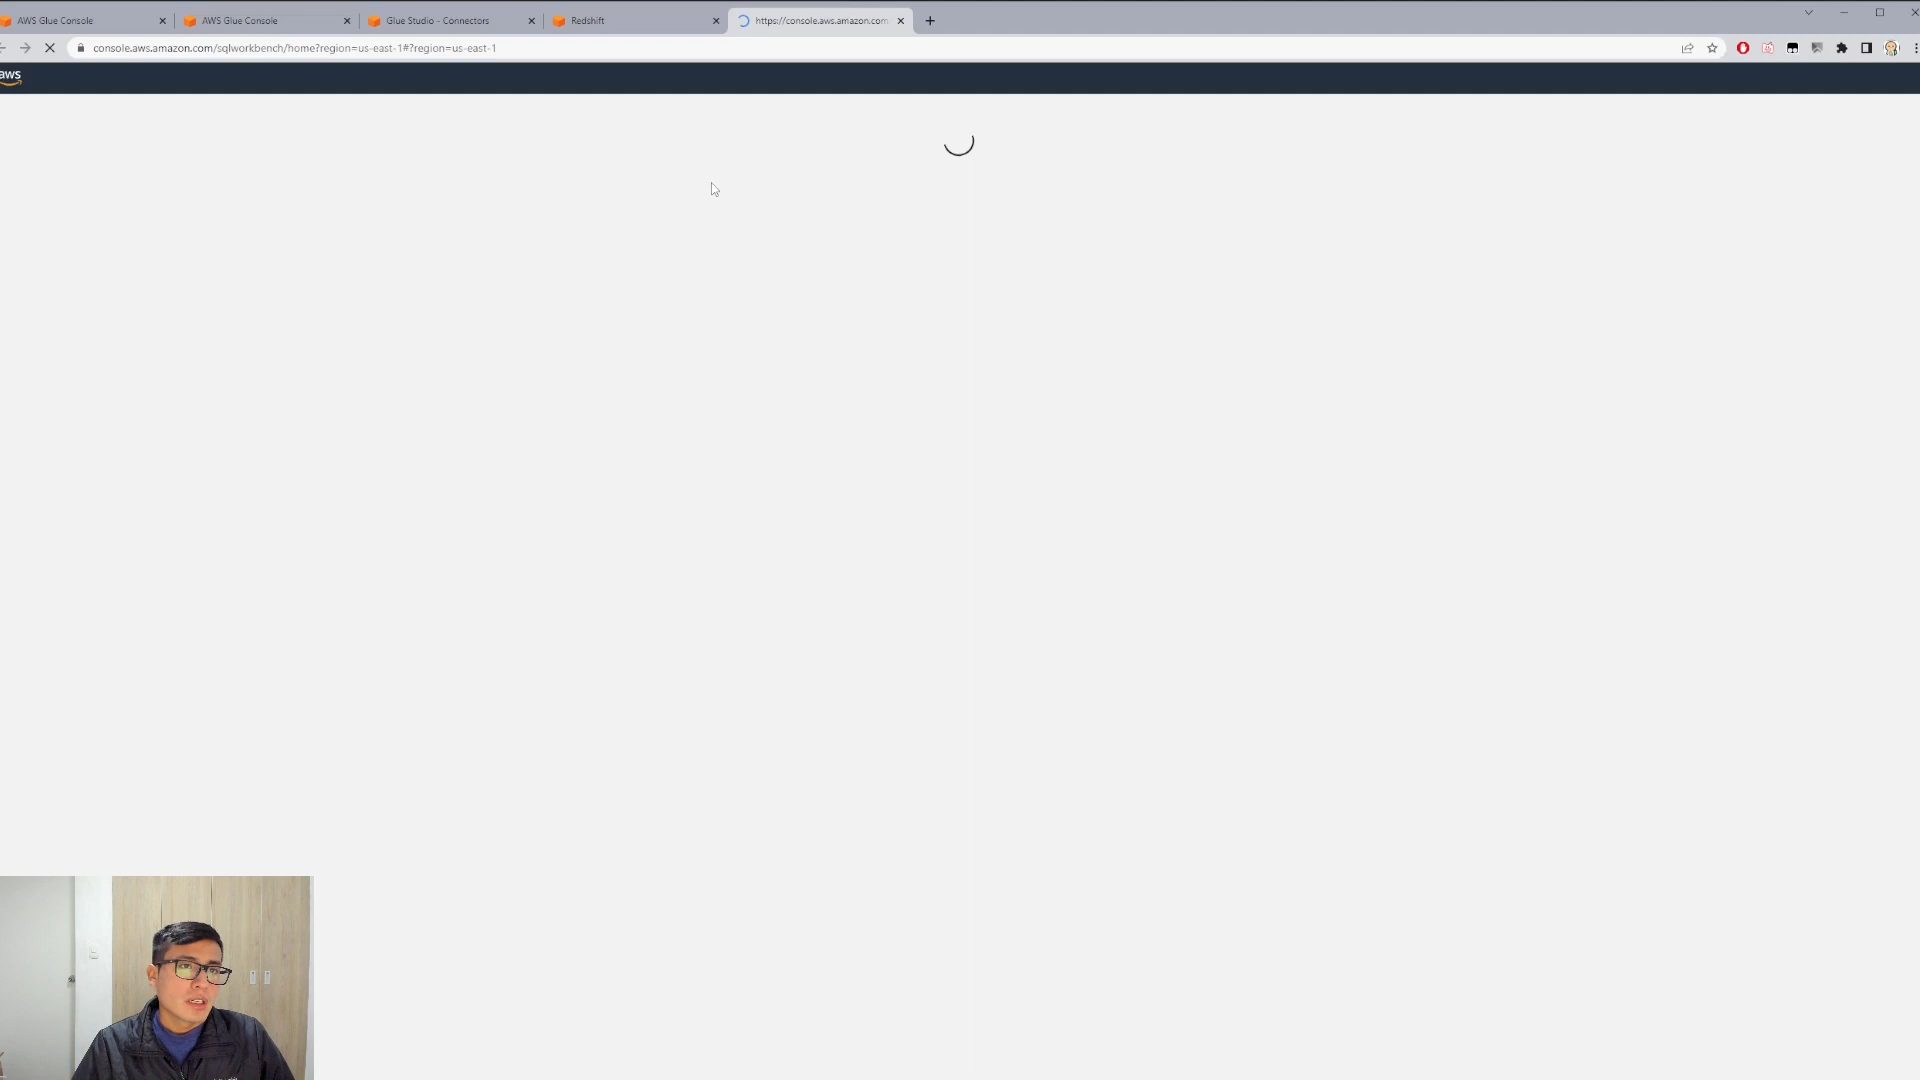 AWS Glue Console
AWS Glue Console
Glue Studio - Connectors
Redshift
https://console.aws.amazon.com
console.aws.amazon.com/sqlworkbench/home?region=us-east-1#?region=us-east-1
aws